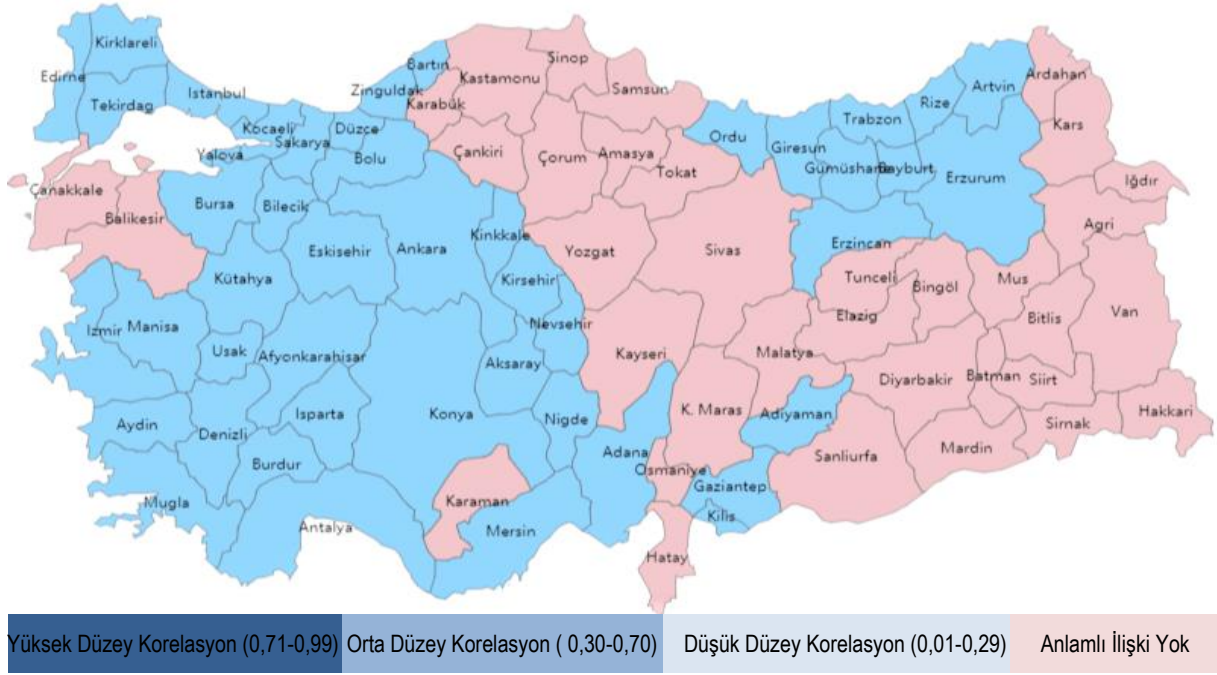 Kirklareli
Edirne
Tekirdag
Istanbul
Kocaeli
Yalova
Sakarya
Düzce
Bolu
Zinguldak
Bartın
Karabük
Kastamonu
Sinop
Samsun
Çankiri
Çorum
Amasya
Tokat
Ordu
Giresun
Trabzon
Rize
Artvin
Ardahan
Kars
Gümüshane
Bayburt
Erzurum
Iğdır
Agri
Çanakkale
Balikesir
Bursa
Bilecik
Eskisehir
Ankara
Kinkkale
Kirsehir
Yozgat
Sivas
Erzincan
Tunceli
Bingöl
Mus
Bitlis
Van
Kütahya
Izmir
Manisa
Usak
Afyonkarahisar
Nevsehir
Aksaray
Kayseri
Malatya
Elazig
Diyarbakir
Batman
Siirt
Hakkari
Sirnak
Aydin
Denizli
Isparta
Burdur
Konya
Nigde
Adana
K. Maras
Adiyaman
Sanliurfa
Mardin
Mugla
Antalya
Karaman
Mersin
Osmaniye
Gaziantep
Kilis
Hatay
Yüksek Düzey Korelasyon (0,71-0,99) Orta Düzey Korelasyon ( 0,30-0,70) Düşük Düzey Korelasyon (0,01-0,29) Anlamlı İlişki Yok